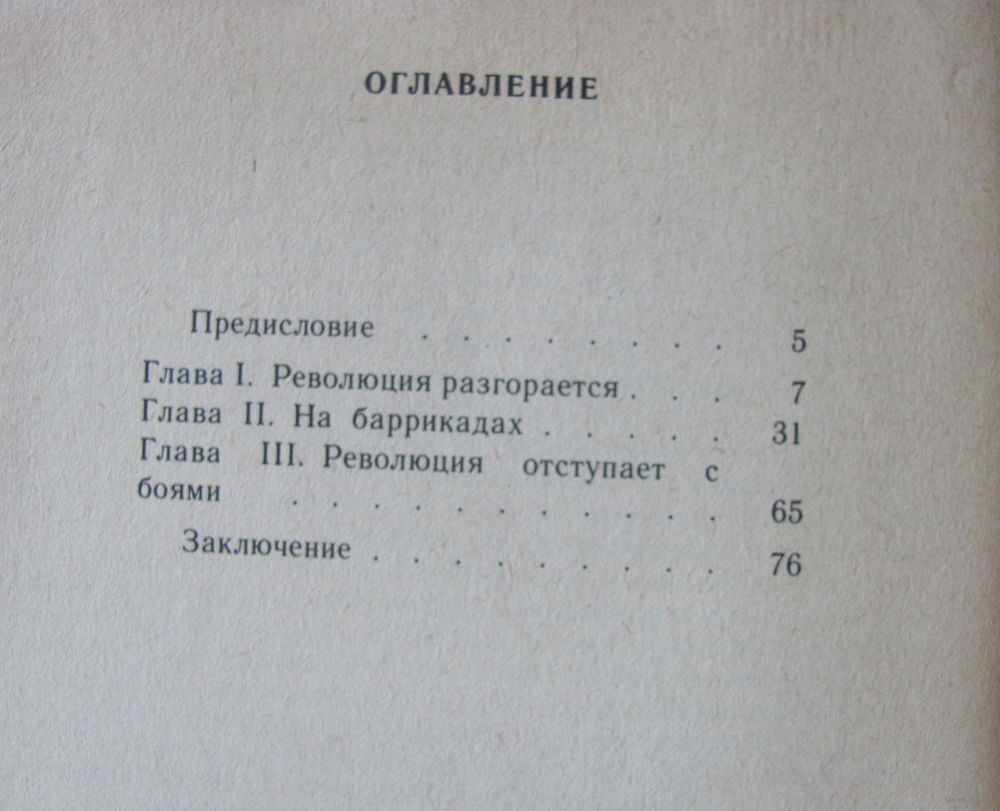 ОГЛАВЛЕНИЕ
Предисловие . . . . . . . . 5
Глава I. Революция разгорается . . . 7
Глава II. На баррикадах . . . . . 31
Глава III. Революция отступает с
боями . . . . . . . . . . . 65
Заключение . . . . . . . . . 76